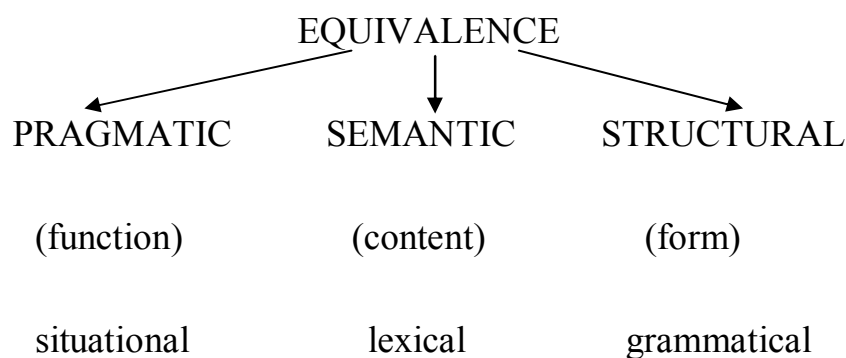 EQUIVALENCE
PRAGMATIC SEMANTIC STRUCTURAL
(function) (content) (form)
situational lexical grammatical